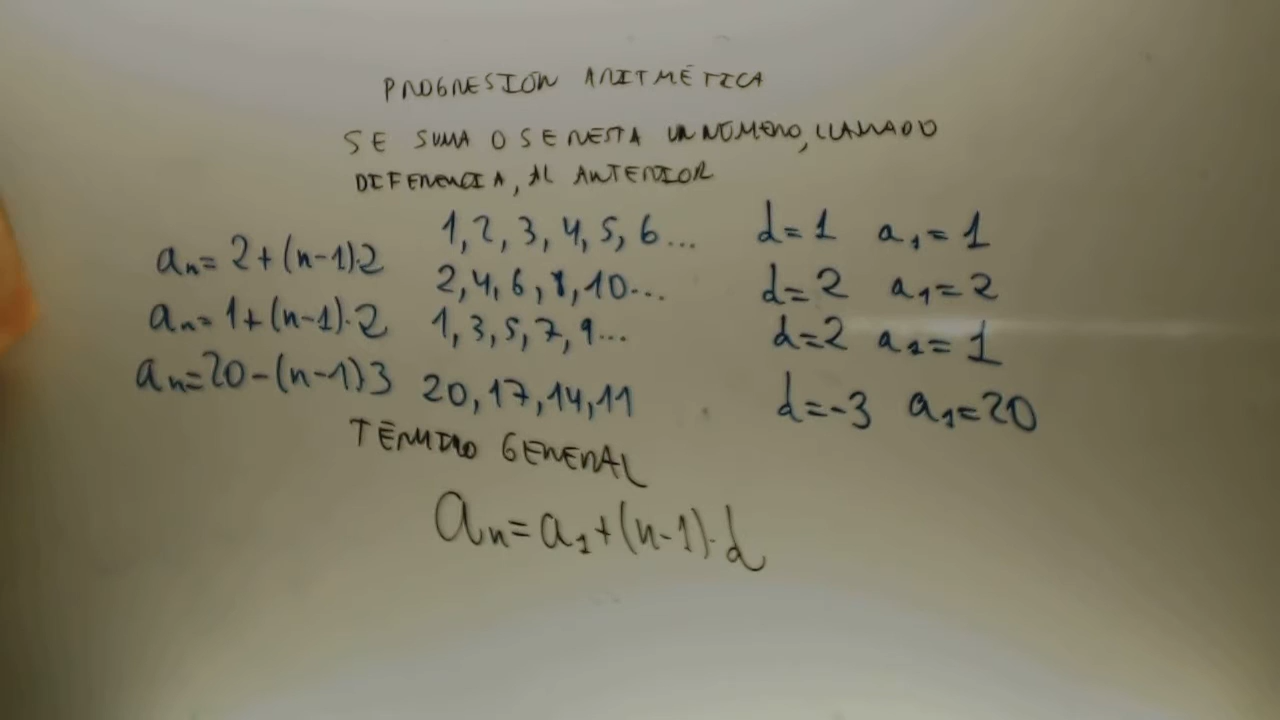 PROGRESIÓN ARITMÉTICA
SE SUMA O SE RESTA UN NÚMERO, LLAMADO
DIFERENCIA, AL ANTERIOR
1, 2, 3, 4, 5, 6... d=1 a₁=1
aₙ=2+(n-1)·2 2, 4, 6, 8, 10... d=2 a₁=2
aₙ=1+(n-1)·2 1, 3, 5, 7, 9... d=2 a₁=1
aₙ=20-(n-1)3 20, 17, 14, 11 d=-3 a₁=20
TÉRMINO GENERAL
aₙ=a₁+(n-1)·d